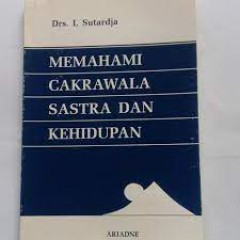 Drs. I. Sutardja
MEMAHAMI
CAKRAWALA
SASTRA DAN
KEHIDUPAN
ARIADNE